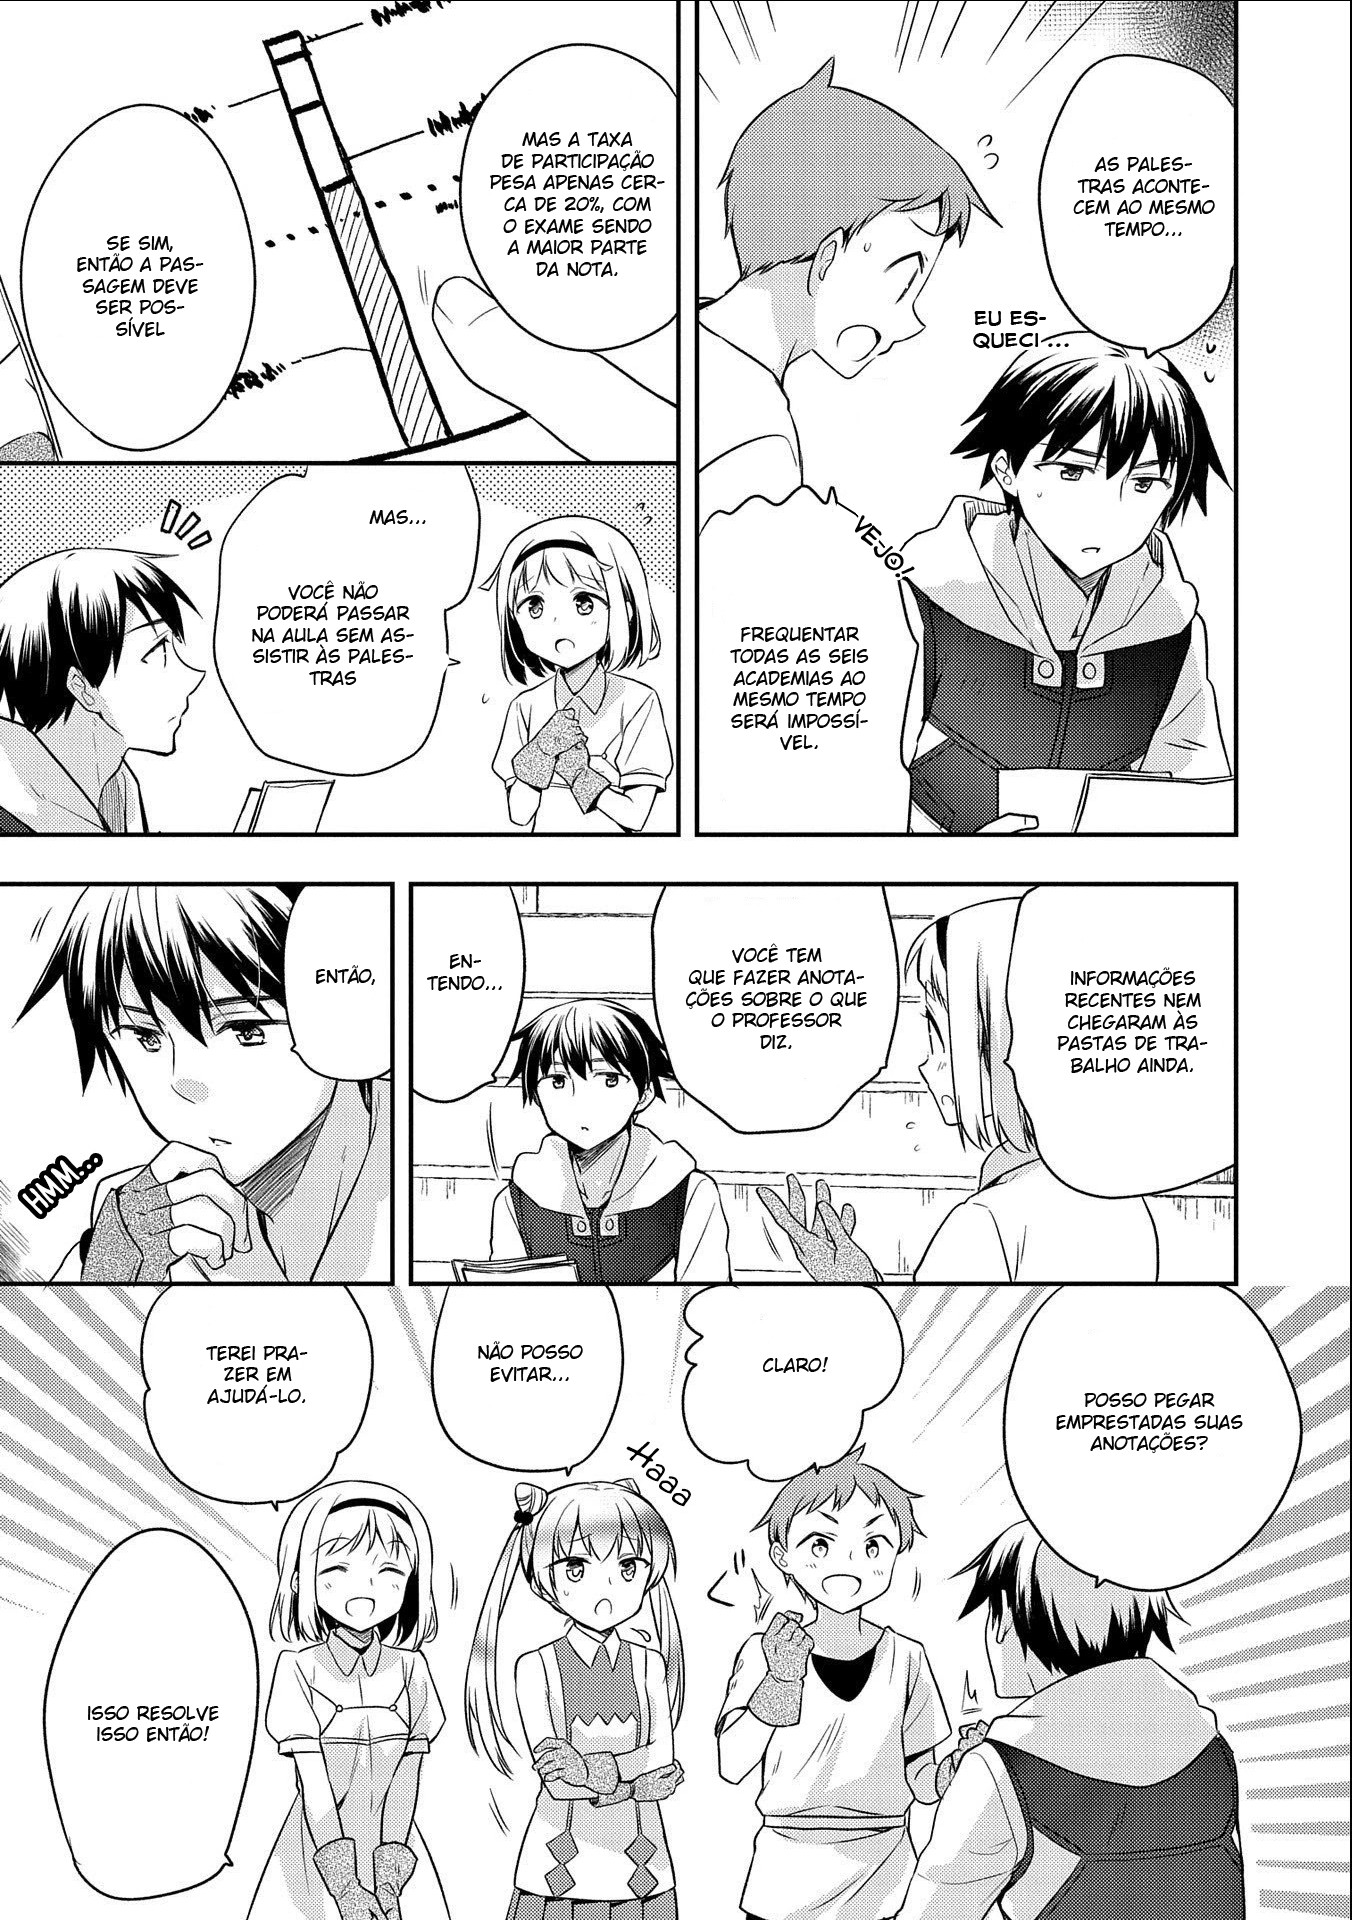 AS PALES-
TRAS ACONTE-
CEM AO MESMO
TEMPO...
EU ES-
QUECI...
VEJO!
FREQUENTAR
TODAS AS SEIS
ACADEMIAS AO
MESMO TEMPO
SERÁ IMPOSSÍ-
VEL.
MAS A TAXA
DE PARTICIPAÇÃO
PESA APENAS CER-
CA DE 20%, COM
O EXAME SENDO
A MAIOR PARTE
DA NOTA.
SE SIM,
ENTÃO A PAS-
SAGEM DEVE
SER POS-
SÍVEL
MAS...
VOCÊ NÃO
PODERÁ PASSAR
NA AULA SEM AS-
SISTIR ÀS PALES-
TRAS
INFORMAÇÕES
RECENTES NEM
CHEGARAM ÀS
PASTAS DE TRA-
BALHO AINDA.
VOCÊ TEM
QUE FAZER ANOTA-
ÇÕES SOBRE O QUE
O PROFESSOR
DIZ.
EN-
TENDO...
ENTÃO,
HMM...
POSSO PEGAR
EMPRESTADAS SUAS
ANOTAÇÕES?
CLARO!
NÃO POSSO
EVITAR...
Haaa
TEREI PRA-
ZER EM
AJUDÁ-LO.
ISSO RESOLVE
ISSO ENTÃO!